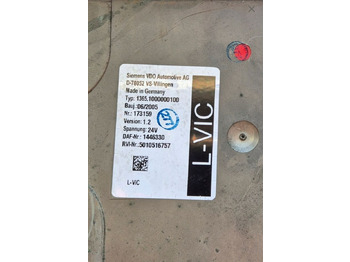 Siemens VDO Automotive AG
D-78052 VS-Villingen
Made in Germany
Typ: 1365.1000000100
Bauj.:06/2005
Nr.: 173159
Version: 1.2
Spannung: 24V
DAF-Nr.: 1446330
RVI-Nr.:5010516757
L-VIC
L-VIC